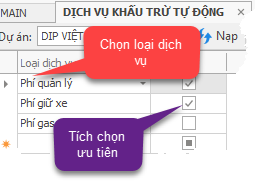 MAIN DỊCH VỤ KHẤU TRỪ TỰ ĐỘNG ×
Dự án: DIP VIỆT Nạp
Chọn loại dịch
vụ
Loại dịch vụ
Phí quản lý
Phí giữ xe
Phí gas
Tích chọn
ưu tiên